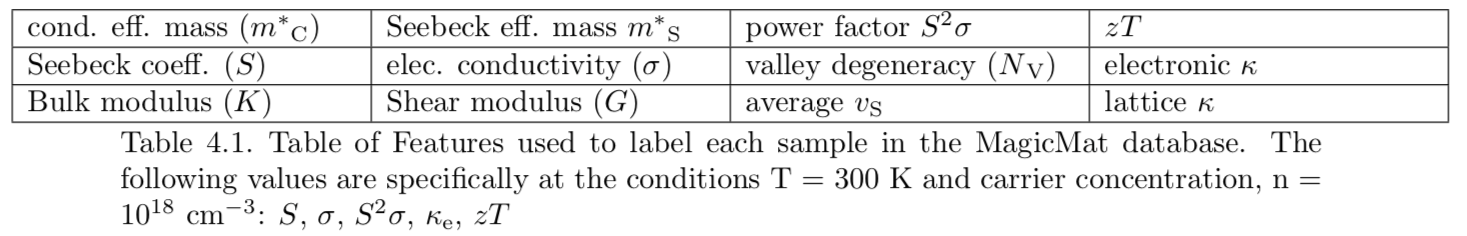 cond. eff. mass (m*C) Seebeck eff. mass m*S power factor S²σ zT
Seebeck coeff. (S) elec. conductivity (σ) valley degeneracy (NV) electronic κ
Bulk modulus (K) Shear modulus (G) average vS lattice κ
Table 4.1. Table of Features used to label each sample in the MagicMat database. The
following values are specifically at the conditions T = 300 K and carrier concentration, n =
10¹⁸ cm⁻³: S, σ, S²σ, κe, zT